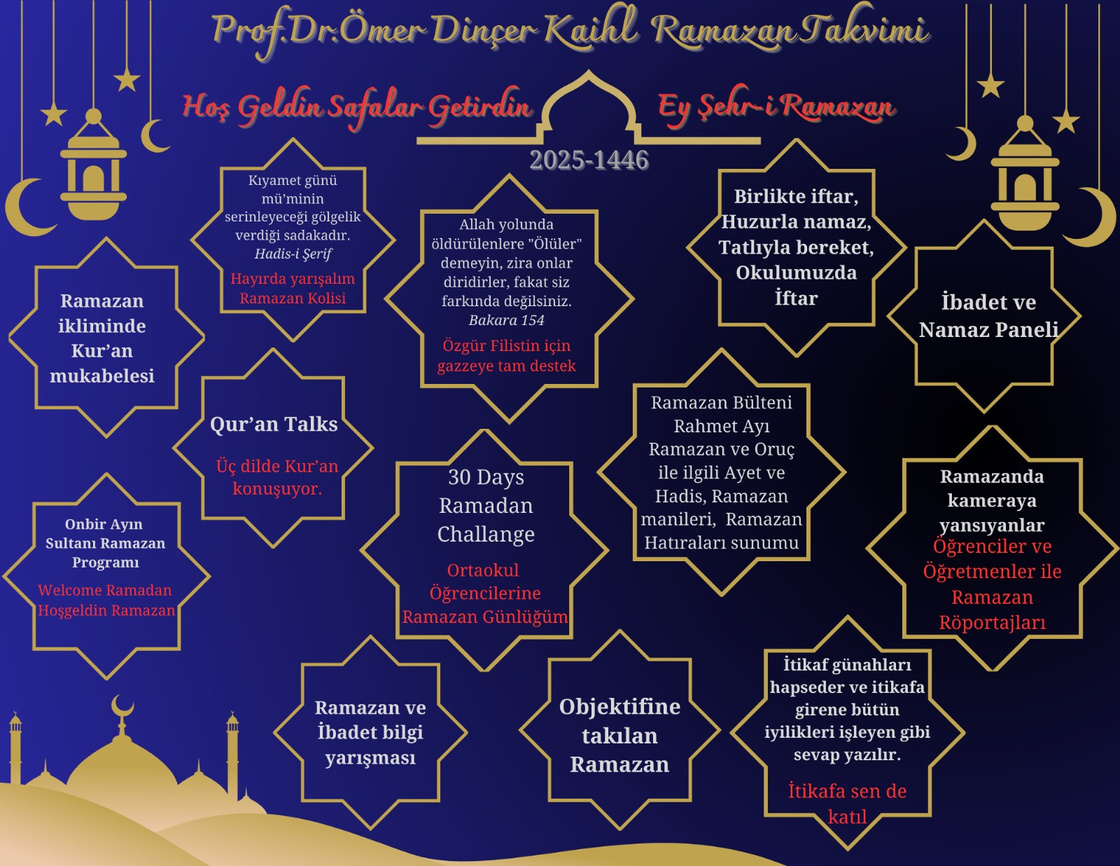 Prof.Dr.Ömer Dinçer Kaihl Ramazan Takvimi
Hoş Geldin Safalar Getirdin
Ey Şehr-i Ramazan
2025-1446
Kıyamet günü
mü’minin
serinleyeceği gölgelik
verdiği sadakadır.
Hadis-i Şerif
Hayırda yarışalım
Ramazan Kolisi
Allah yolunda
öldürülenlere "Ölüler"
demeyin, zira onlar
diridirler, fakat siz
farkında değilsiniz.
Bakara 154
Özgür Filistin için
gazzeye tam destek
Birlikte iftar,
Huzurla namaz,
Tatlıyla bereket,
Okulumuzda
İftar
İbadet ve
Namaz Paneli
Ramazan
ikliminde
Kur’an
mukabelesi
Qur’an Talks
Üç dilde Kur’an
konuşuyor.
30 Days
Ramadan
Challange
Ortaokul
Öğrencilerine
Ramazan Günlüğüm
Ramazan Bülteni
Rahmet Ayı
Ramazan ve Oruç
ile ilgili Ayet ve
Hadis, Ramazan
manileri, Ramazan
Hatıraları sunumu
Ramazanda
kameraya
yansıyanlar
Öğrenciler ve
Öğretmenler ile
Ramazan
Röportajları
Onbir Ayın
Sultanı Ramazan
Programı
Welcome Ramadan
Hoşgeldin Ramazan
Ramazan ve
İbadet bilgi
yarışması
Objektifine
takılan
Ramazan
İtikaf günahları
hapseder ve itikafa
girene bütün
iyilikleri işleyen gibi
sevap yazılır.
İtikafa sen de
katıl